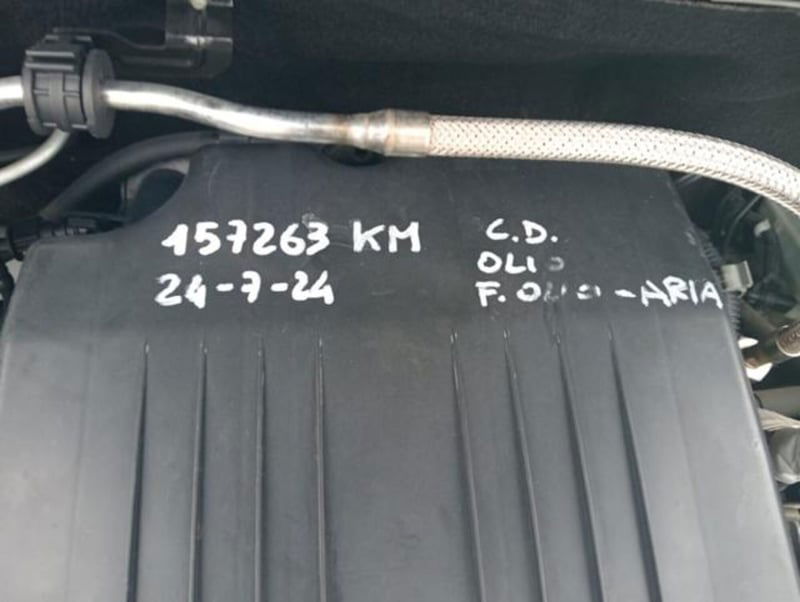 157263 KM
24-7-24
C.D.
OLIO
F. OLIO-ARIA